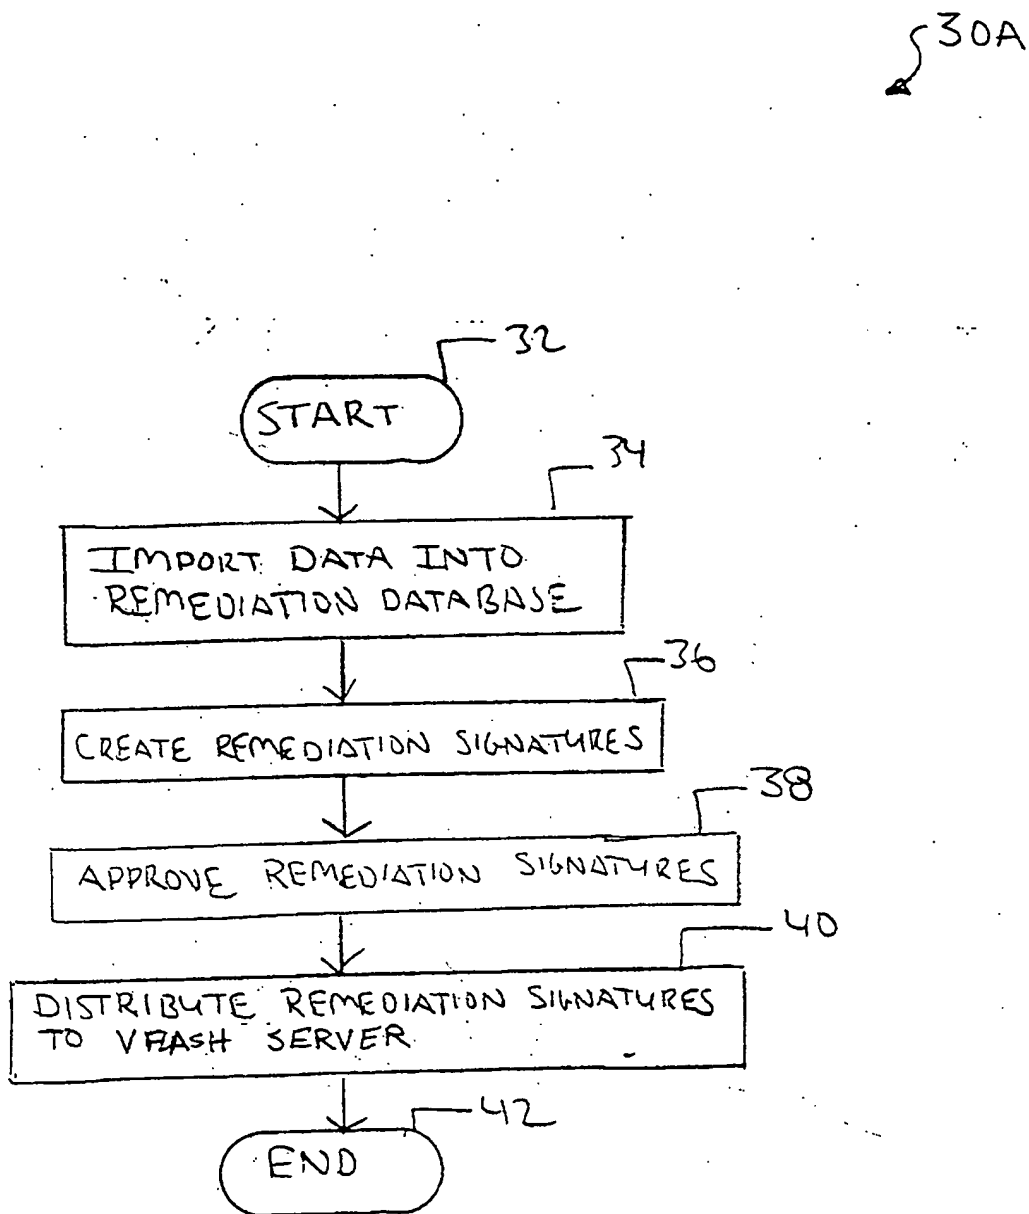 30A
32
START
34
IMPORT DATA INTO
REMEDIATION DATABASE
36
CREATE REMEDIATION SIGNATURES
38
APPROVE REMEDIATION SIGNATURES
40
DISTRIBUTE REMEDIATION SIGNATURES
TO VFLASH SERVER
42
END